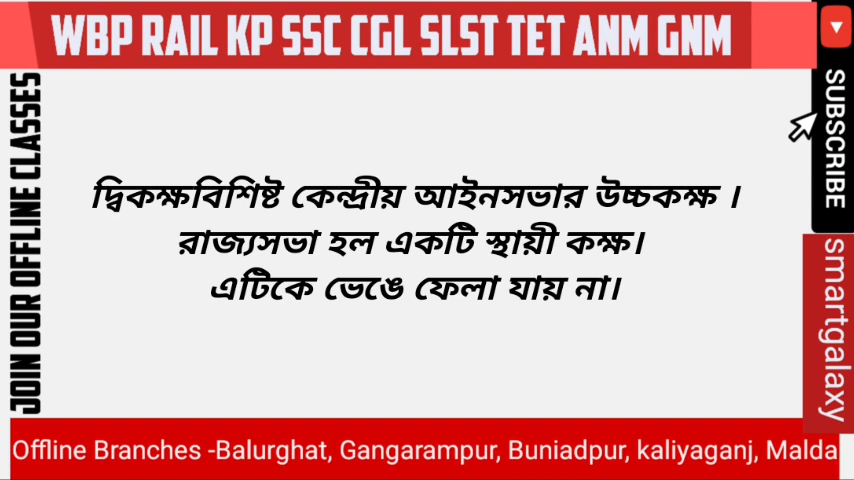 WBP RAIL KP SSC CGL SLST TET ANM GNM
JOIN OUR OFFLINE CLASSES
দ্বিকক্ষবিশিষ্ট কেন্দ্রীয় আইনসভার উচ্চকক্ষ ।
রাজ্যসভা হল একটি স্থায়ী কক্ষ।
এটিকে ভেঙে ফেলা যায় না।
SUBSCRIBE
smartgalaxy
Offline Branches -Balurghat, Gangarampur, Buniadpur, kaliyaganj, Malda